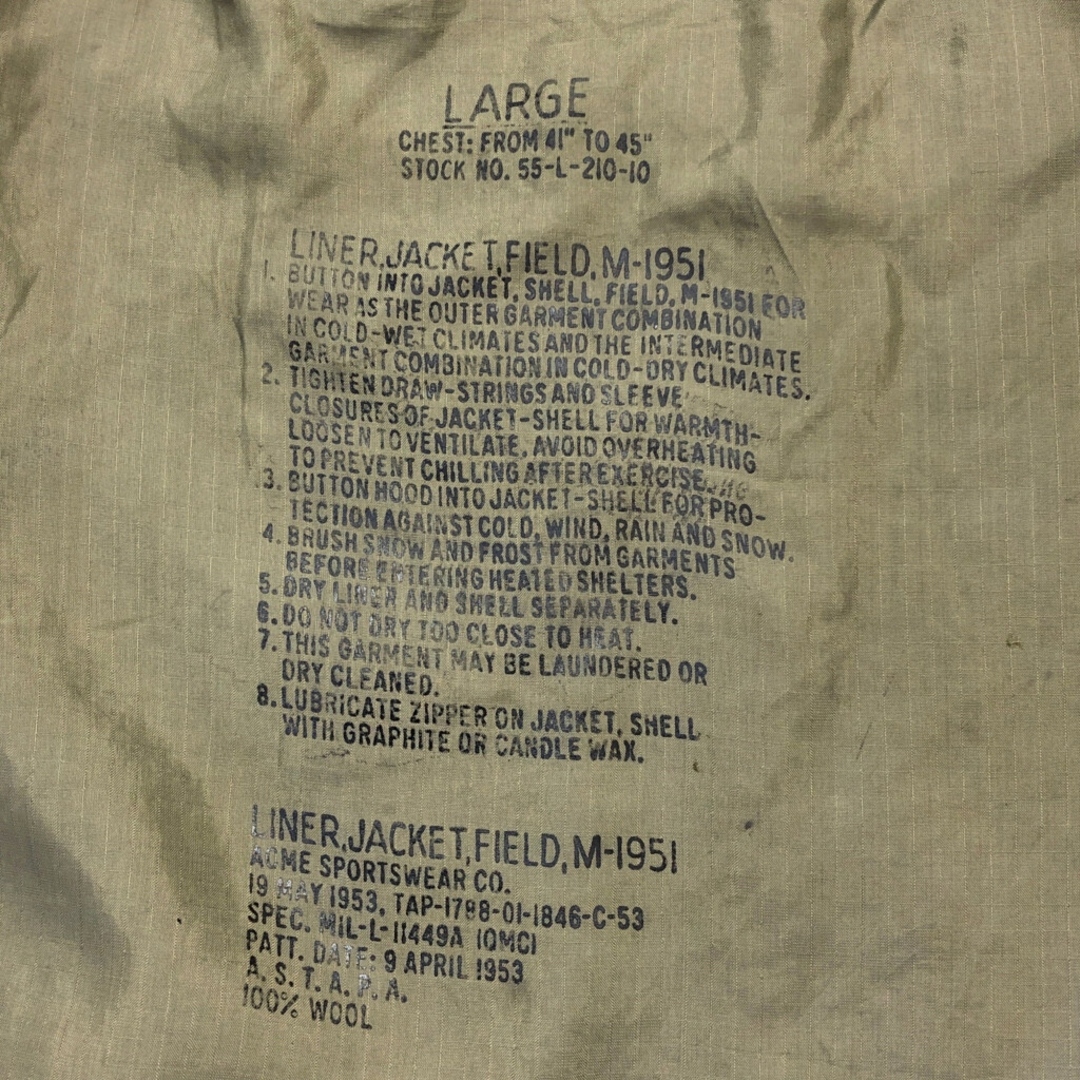 LARGE
CHEST: FROM 41" TO 45"
STOCK NO. 55-L-210-10
LINER, JACKET, FIELD, M-1951
1. BUTTON INTO JACKET, SHELL, FIELD, M-1951 FOR
WEAR AS THE OUTER GARMENT COMBINATION
IN COLD-WET CLIMATES AND THE INTERMEDIATE
GARMENT COMBINATION IN COLD-DRY CLIMATES.
2. TIGHTEN DRAW-STRINGS AND SLEEVE
CLOSURES OF JACKET-SHELL FOR WARMTH-
LOOSEN TO VENTILATE, AVOID OVERHEATING
TO PREVENT CHILLING AFTER EXERCISE.
3. BUTTON HOOD INTO JACKET-SHELL FOR PRO-
TECTION AGAINST COLD, WIND, RAIN AND SNOW.
4. BRUSH SNOW AND FROST FROM GARMENTS
BEFORE ENTERING HEATED SHELTERS.
5. DRY LINER AND SHELL SEPARATELY.
6. DO NOT DRY TOO CLOSE TO HEAT.
7. THIS GARMENT MAY BE LAUNDERED OR
DRY CLEANED.
8. LUBRICATE ZIPPER ON JACKET, SHELL
WITH GRAPHITE OR CANDLE WAX.
LINER, JACKET, FIELD, M-1951
ACME SPORTSWEAR CO.
19 MAY 1953, TAP-1788-01-1846-C-53
SPEC. MIL-L-11449A (QMC)
PATT. DATE: 9 APRIL 1953
A. S. T. A. P. A.
100% WOOL